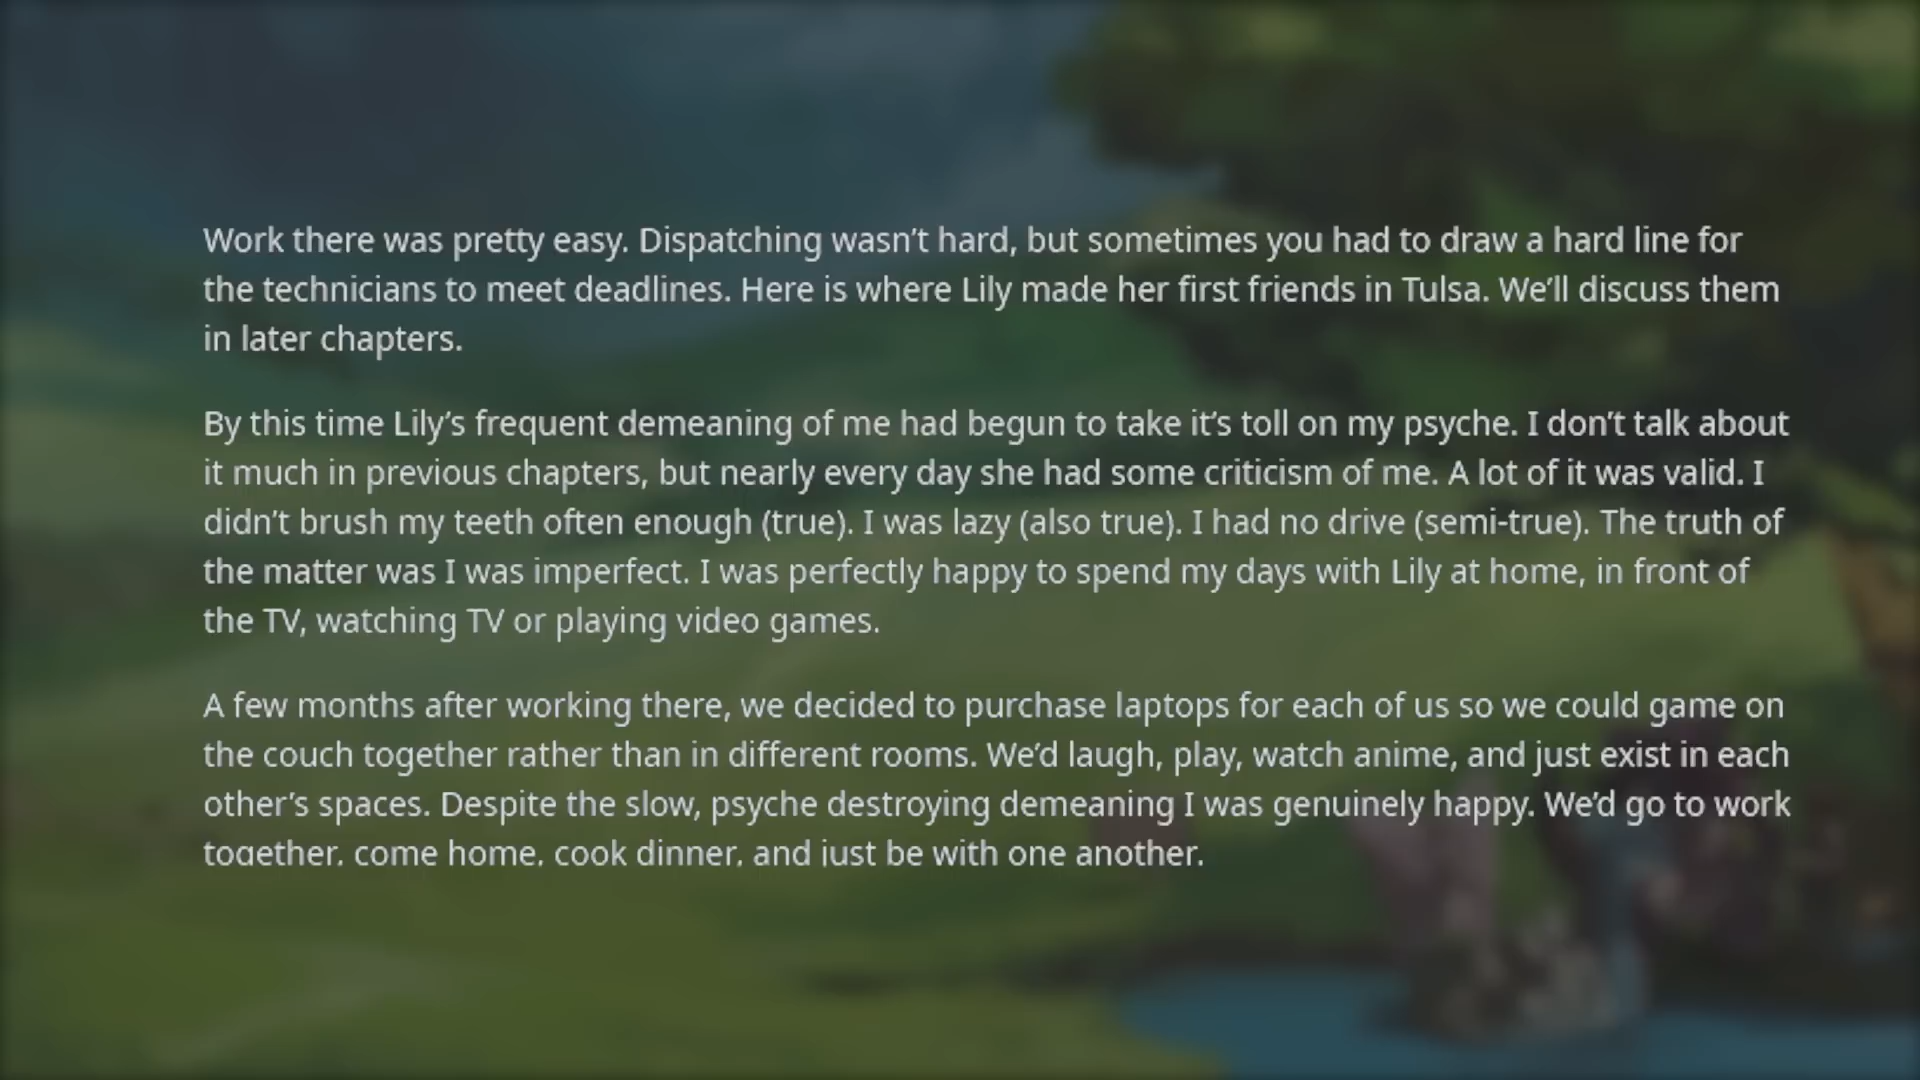 Work there was pretty easy. Dispatching wasn’t hard, but sometimes you had to draw a hard line for
the technicians to meet deadlines. Here is where Lily made her first friends in Tulsa. We’ll discuss them
in later chapters.
By this time Lily’s frequent demeaning of me had begun to take it’s toll on my psyche. I don’t talk about
it much in previous chapters, but nearly every day she had some criticism of me. A lot of it was valid. I
didn’t brush my teeth often enough (true). I was lazy (also true). I had no drive (semi-true). The truth of
the matter was I was imperfect. I was perfectly happy to spend my days with Lily at home, in front of
the TV, watching TV or playing video games.
A few months after working there, we decided to purchase laptops for each of us so we could game on
the couch together rather than in different rooms. We’d laugh, play, watch anime, and just exist in each
other’s spaces. Despite the slow, psyche destroying demeaning I was genuinely happy. We’d go to work
together, come home, cook dinner, and just be with one another.